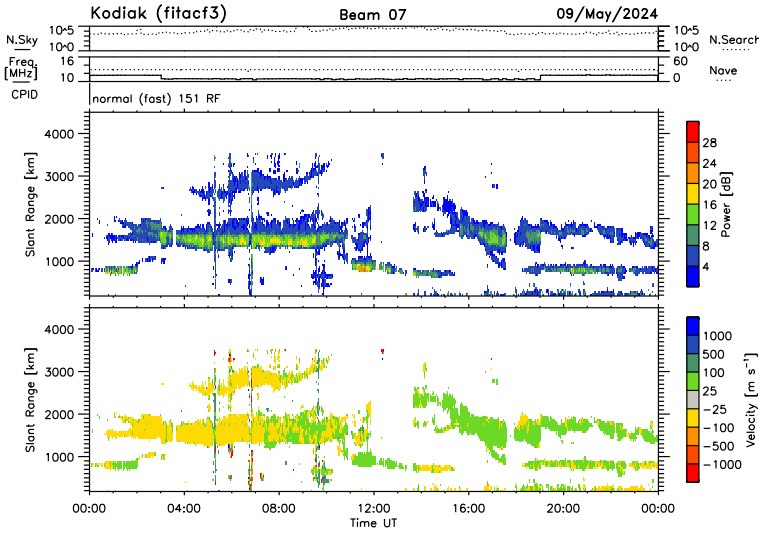 Kodiak (fitacf3) Beam 07 09/May/2024
N.Sky 10^5 10^0 10^5 10^0 N.Search
Freq. [MHz] 16 10 60 0 Nave
CPID normal (fast) 151 RF
Slant Range [km] 4000 3000 2000 1000
28 24 20 16 12 8 4 Power [dB]
Slant Range [km] 4000 3000 2000 1000
1000 500 100 25 −25 −100 −500 −1000 Velocity [m s⁻¹]
00:00 04:00 08:00 12:00 16:00 20:00 00:00
Time UT